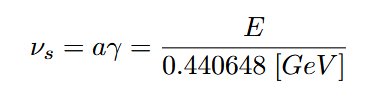 ν_s = aγ = E / 0.440648 [GeV]